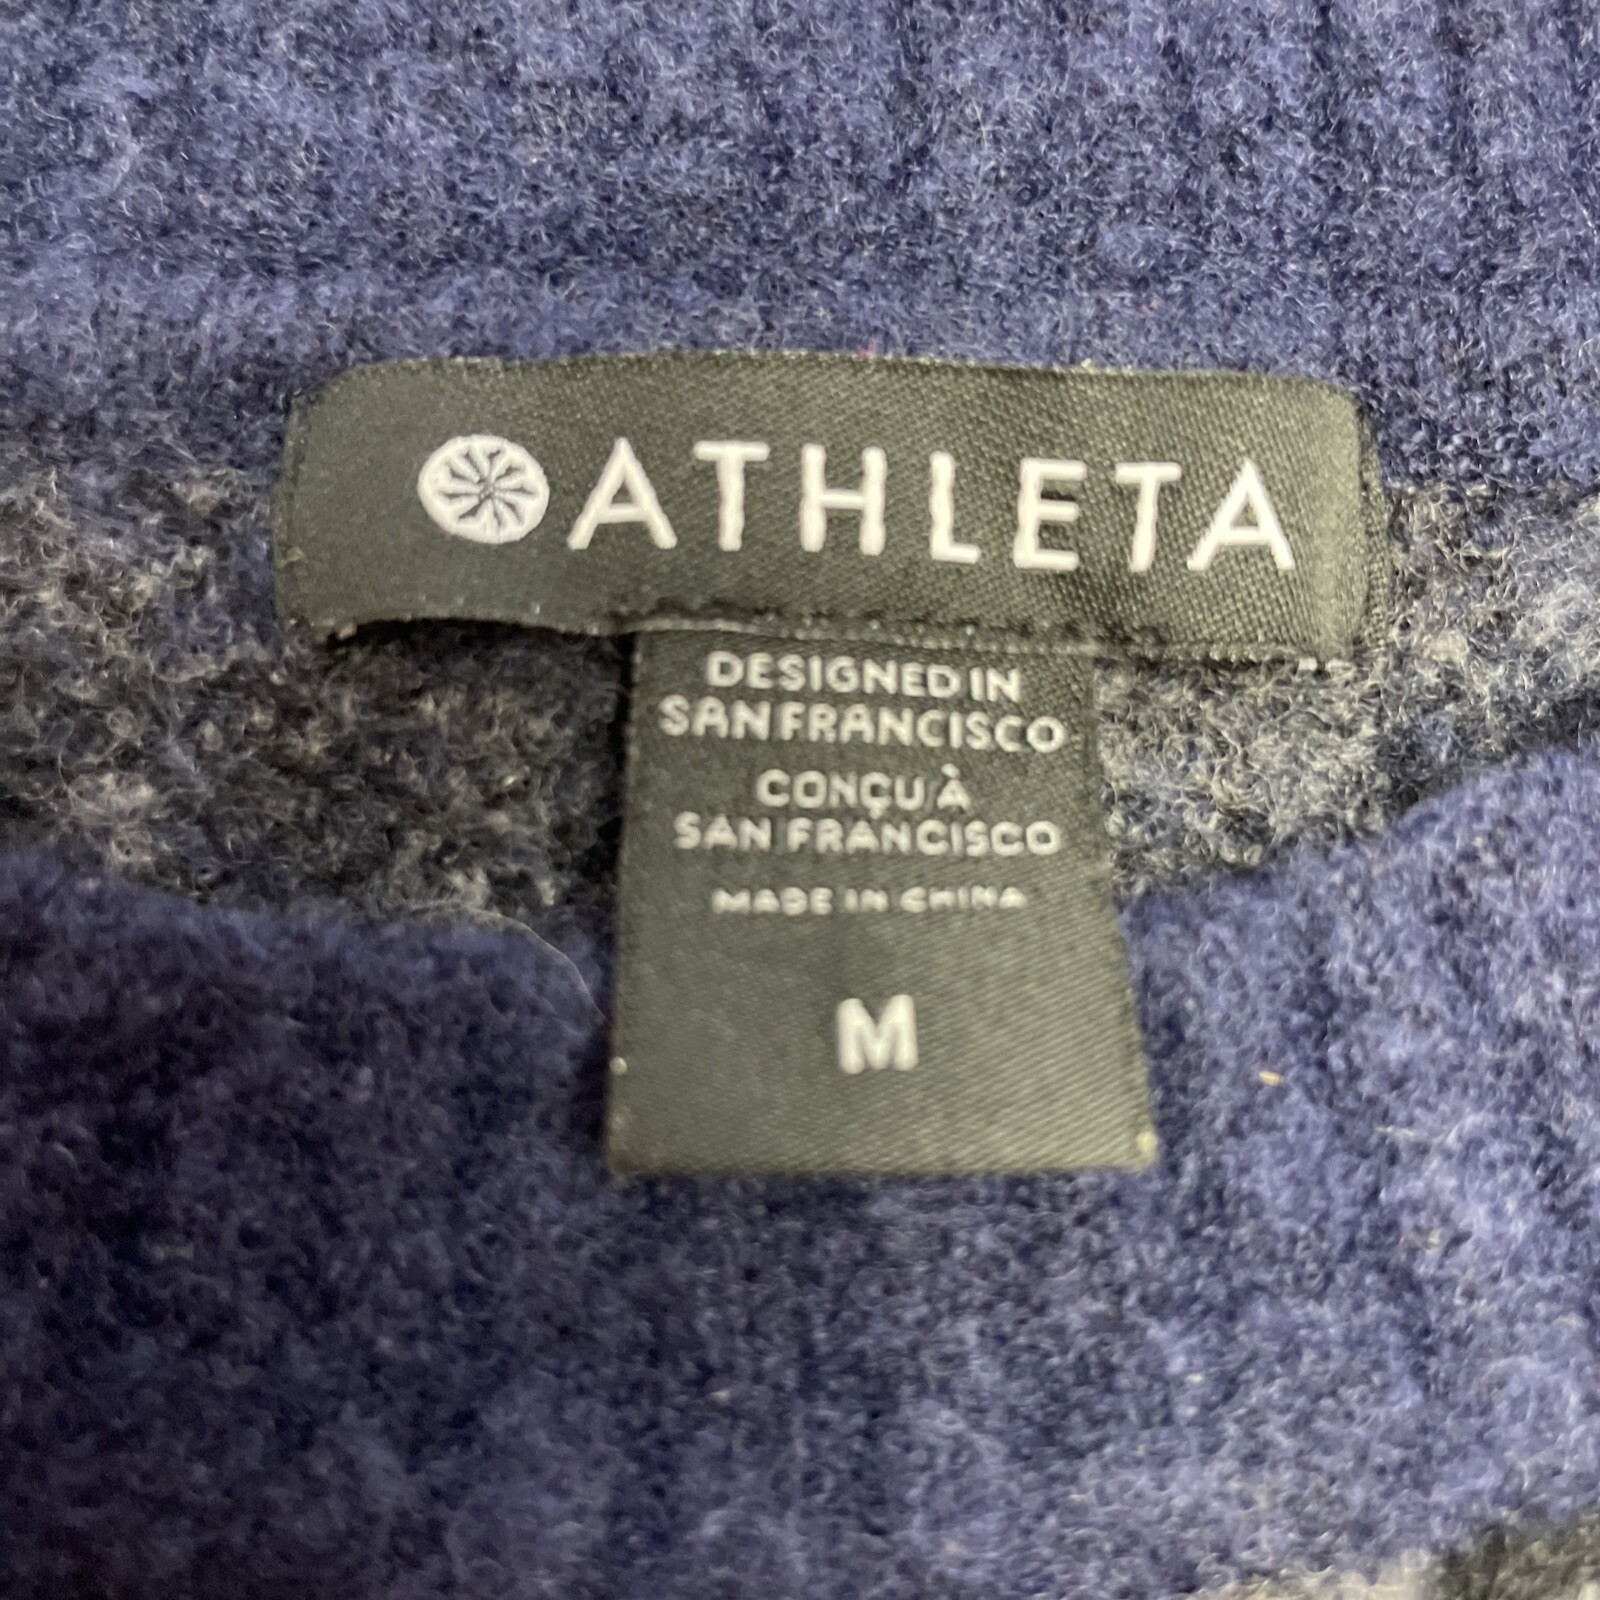 ATHLETA
DESIGNED IN
SAN FRANCISCO
CONÇU À
SAN FRANCISCO
MADE IN CHINA
M